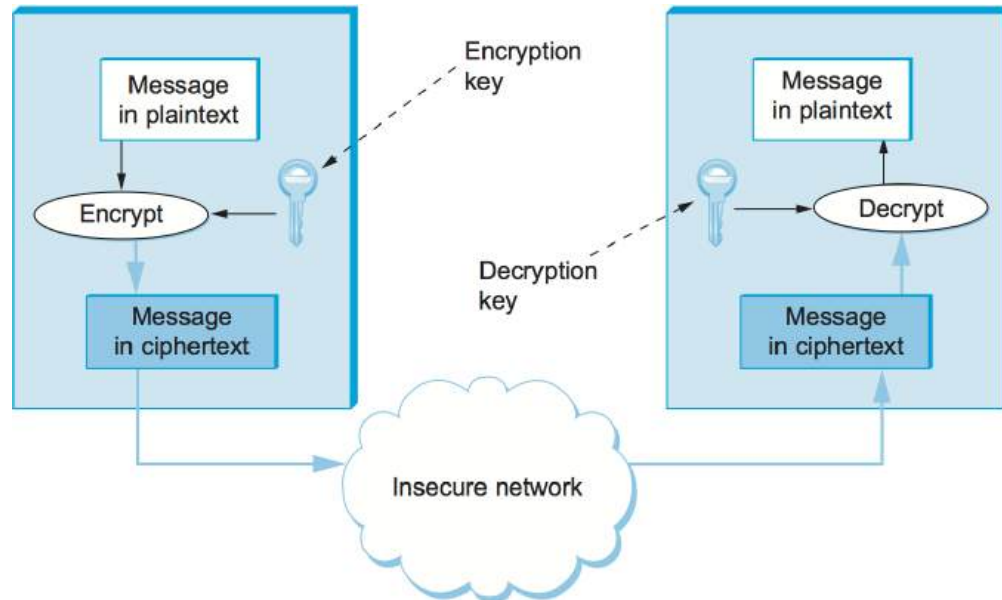 Message
in plaintext
Encrypt
Message
in ciphertext
Encryption
key
Insecure network
Decryption
key
Message
in plaintext
Decrypt
Message
in ciphertext